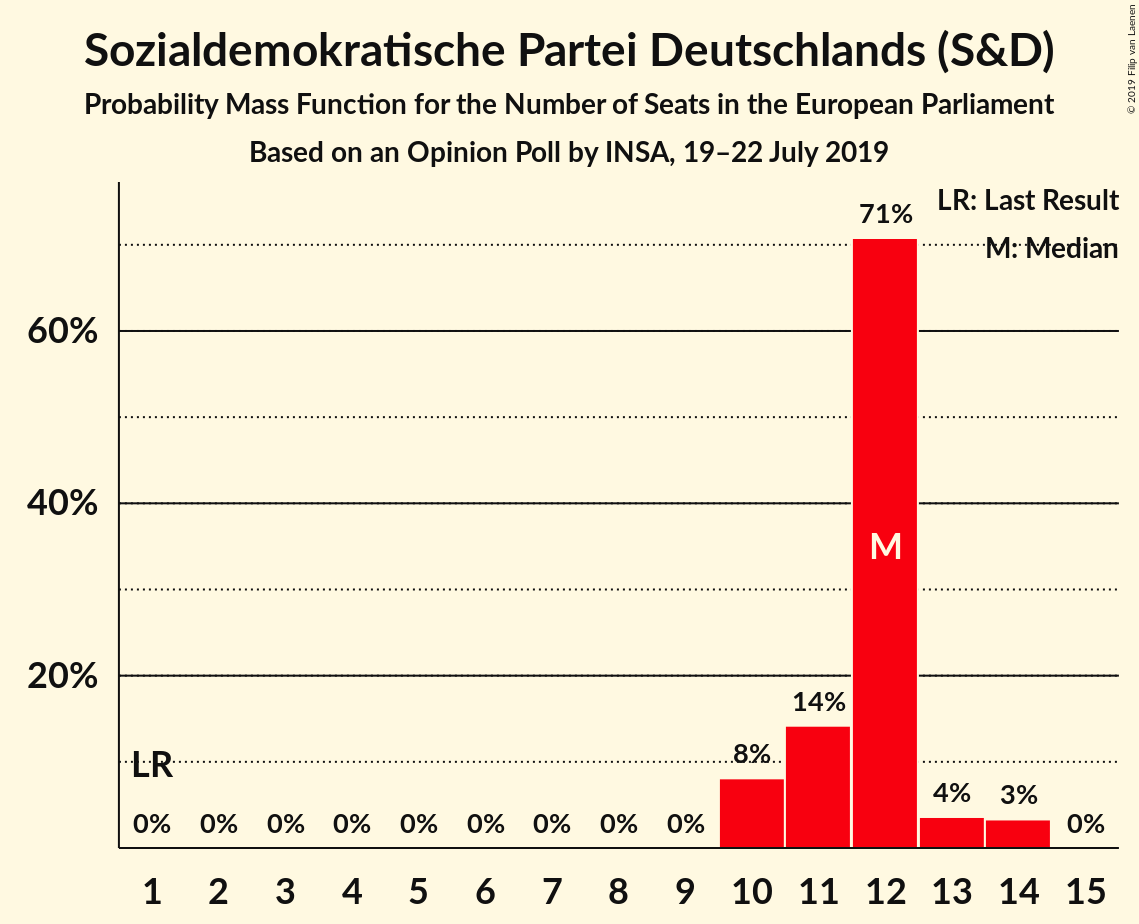 Sozialdemokratische Partei Deutschlands (S&D)
Probability Mass Function for the Number of Seats in the European Parliament
Based on an Opinion Poll by INSA, 19–22 July 2019
© 2019 Filip van Laenen
LR: Last Result
M: Median
71%
60%
40%
M
20%
14%
8%
LR
4%
3%
0% 0% 0% 0% 0% 0% 0% 0% 0% 0%
1 2 3 4 5 6 7 8 9 10 11 12 13 14 15